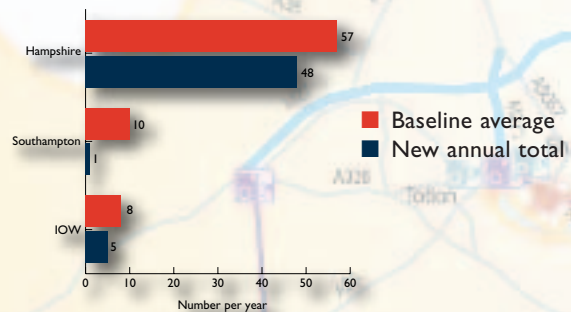 Hampshire
57
48
Southampton
10
1
IOW
8
5
0 10 20 30 40 50 60
Number per year
Baseline average
New annual total
A326
Totton